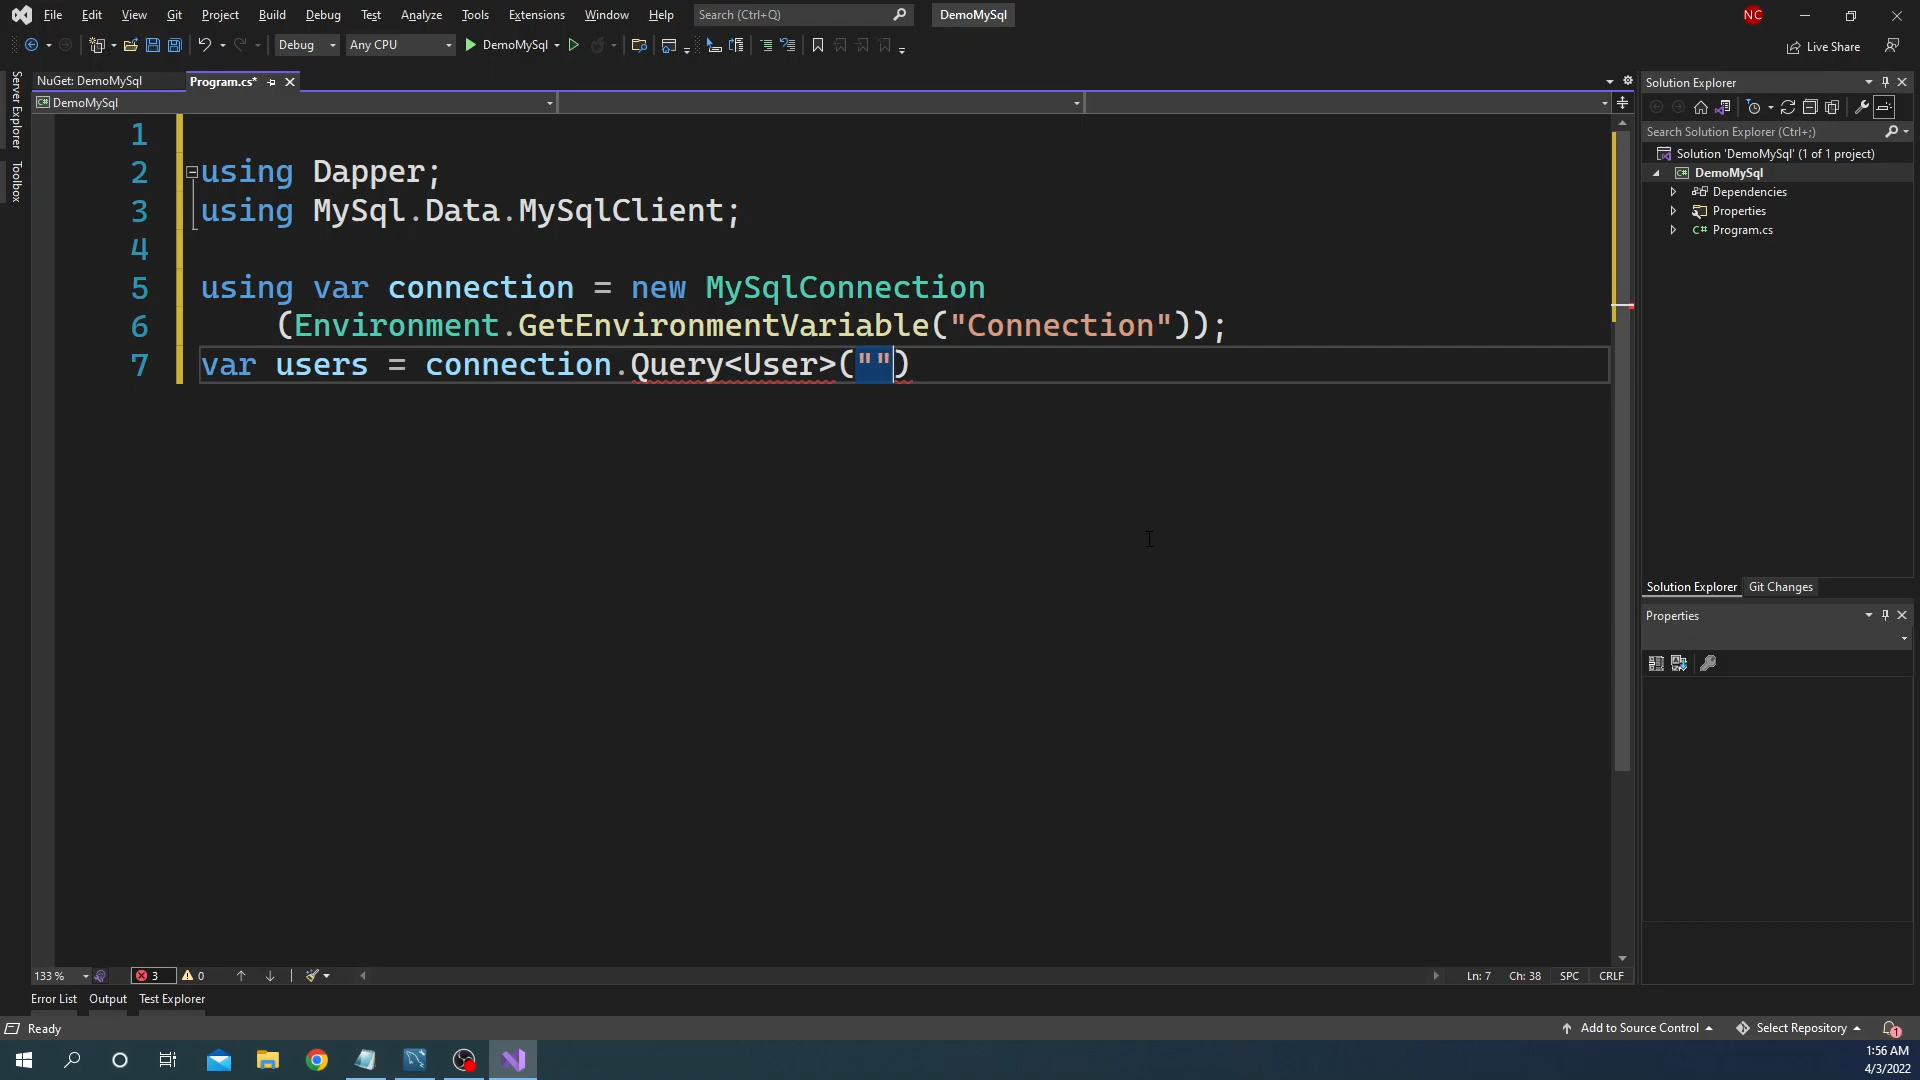 File Edit View Git Project Build Debug Test Analyze Tools Extensions Window Help Search (Ctrl+Q) DemoMySql NC
Debug Any CPU DemoMySql Live Share
NuGet: DemoMySql Program.cs*
DemoMySql
Server Explorer
Toolbox
1
2 using Dapper;
3 using MySql.Data.MySqlClient;
4
5 using var connection = new MySqlConnection
6 (Environment.GetEnvironmentVariable("Connection"));
7 var users = connection.Query<User>("")
Solution Explorer
Search Solution Explorer (Ctrl+;)
Solution 'DemoMySql' (1 of 1 project)
C# DemoMySql
Dependencies
Properties
C# Program.cs
Solution Explorer Git Changes
Properties
133 % 3 0 Ln: 7 Ch: 38 SPC CRLF
Error List Output Test Explorer
Ready Add to Source Control Select Repository 1
1:56 AM
4/3/2022